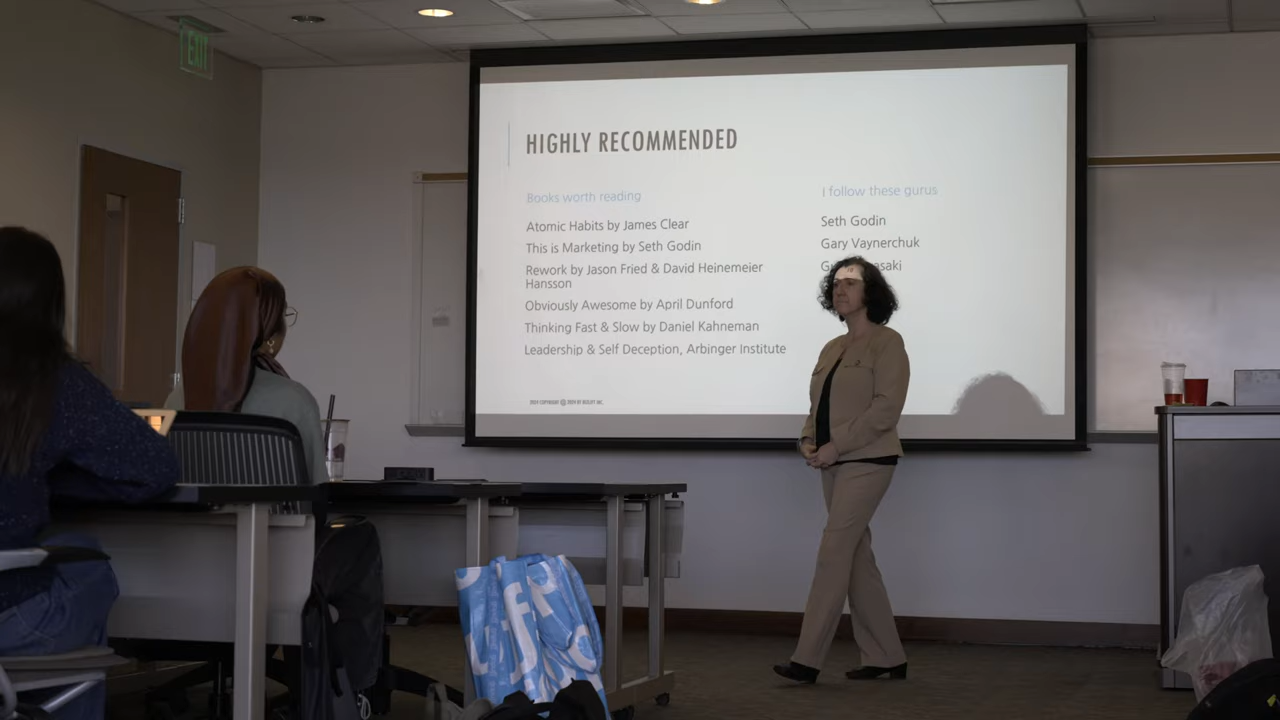 EXIT
HIGHLY RECOMMENDED
Books worth reading
Atomic Habits by James Clear
This is Marketing by Seth Godin
Rework by Jason Fried & David Heinemeier
Hansson
Obviously Awesome by April Dunford
Thinking Fast & Slow by Daniel Kahneman
Leadership & Self Deception, Arbinger Institute
I follow these gurus
Seth Godin
Gary Vaynerchuk